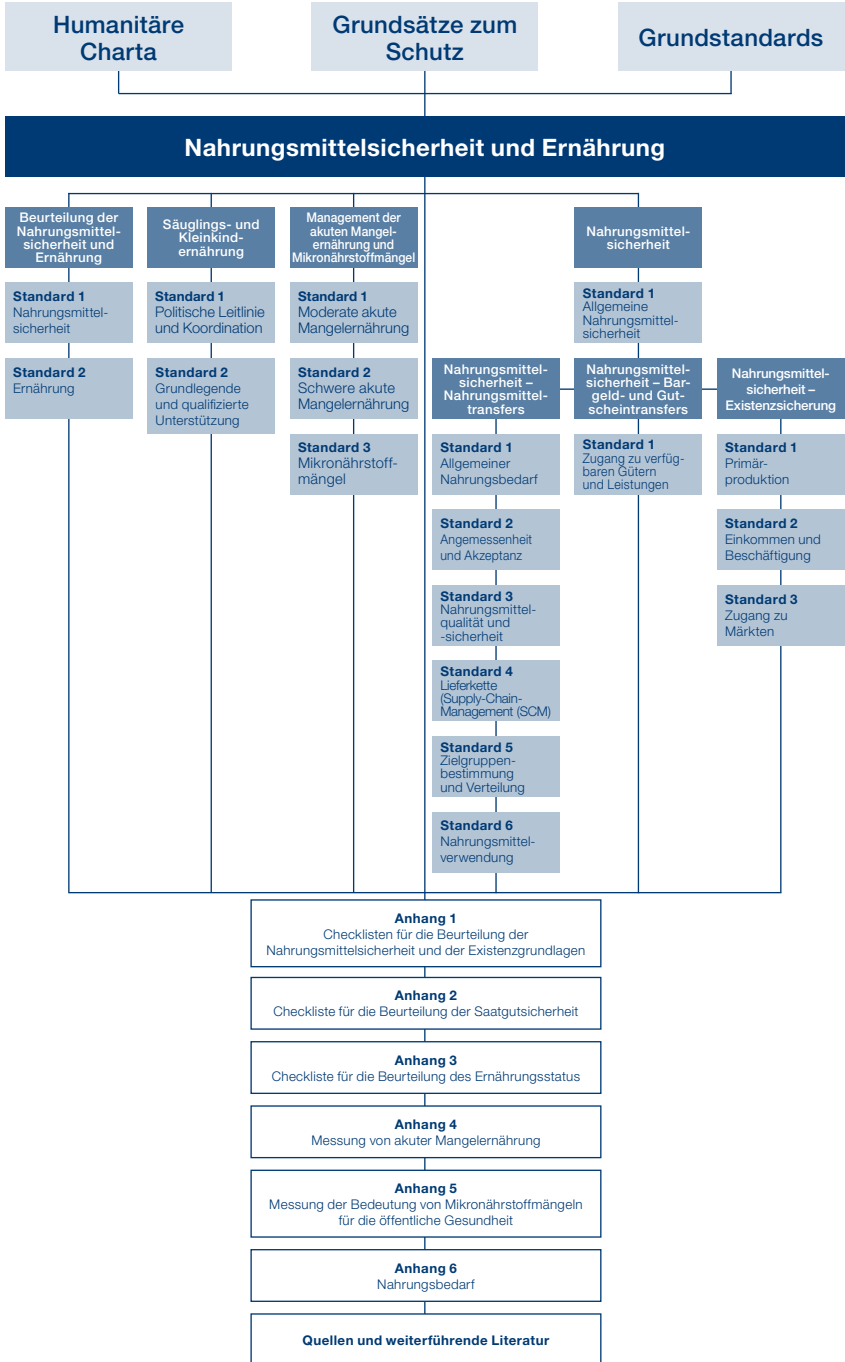 Humanitäre
Charta
Grundsätze zum
Schutz
Grundstandards
Nahrungsmittelsicherheit und Ernährung
Beurteilung der
Nahrungsmittel-
sicherheit und
Ernährung
Standard 1
Nahrungsmittel-
sicherheit
Standard 2
Ernährung
Säuglings- und
Kleinkind-
ernährung
Standard 1
Politische Leitlinie
und Koordination
Standard 2
Grundlegende
und qualifizierte
Unterstützung
Management der
akuten Mangel-
ernährung und
Mikronährstoffmängel
Standard 1
Moderate akute
Mangelernährung
Standard 2
Schwere akute
Mangelernährung
Standard 3
Mikronährstoff-
mängel
Nahrungsmittel-
sicherheit
Standard 1
Allgemeine
Nahrungsmittel-
sicherheit
Nahrungsmittel-
sicherheit –
Nahrungsmittel-
transfers
Standard 1
Allgemeiner
Nahrungsbedarf
Standard 2
Angemessenheit
und Akzeptanz
Standard 3
Nahrungsmittel-
qualität und
-sicherheit
Standard 4
Lieferkette
(Supply-Chain-
Management (SCM)
Standard 5
Zielgruppen-
bestimmung
und Verteilung
Standard 6
Nahrungsmittel-
verwendung
Nahrungsmittel-
sicherheit – Bar-
geld- und Gut-
scheintransfers
Standard 1
Zugang zu verfüg-
baren Gütern
und Leistungen
Nahrungsmittel-
sicherheit –
Existenzsicherung
Standard 1
Primär-
produktion
Standard 2
Einkommen und
Beschäftigung
Standard 3
Zugang zu
Märkten
Anhang 1
Checklisten für die Beurteilung der
Nahrungsmittelsicherheit und der Existenzgrundlagen
Anhang 2
Checkliste für die Beurteilung der Saatgutsicherheit
Anhang 3
Checkliste für die Beurteilung des Ernährungsstatus
Anhang 4
Messung von akuter Mangelernährung
Anhang 5
Messung der Bedeutung von Mikronährstoffmängeln
für die öffentliche Gesundheit
Anhang 6
Nahrungsbedarf
Quellen und weiterführende Literatur